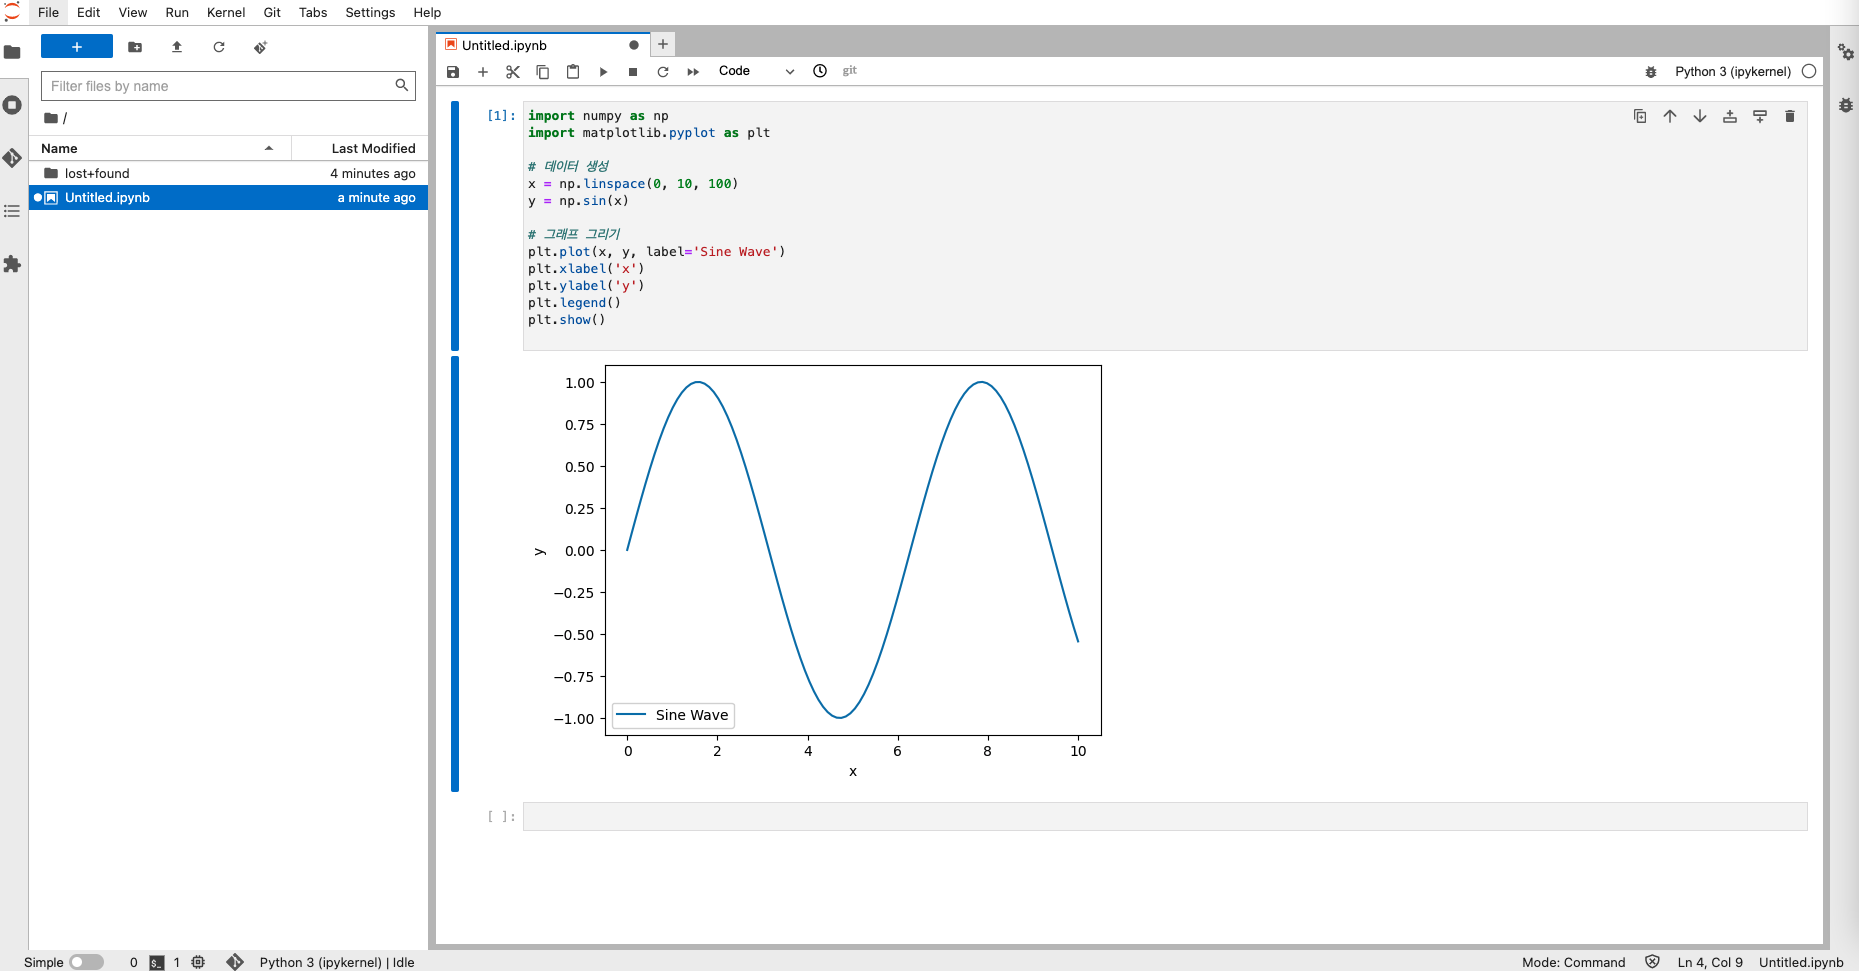 File Edit View Run Kernel Git Tabs Settings Help
Filter files by name
/
Name Last Modified
lost+found 4 minutes ago
Untitled.ipynb a minute ago
Untitled.ipynb
Code git Python 3 (ipykernel)
[1]: import numpy as np
import matplotlib.pyplot as plt
# 데이터 생성
x = np.linspace(0, 10, 100)
y = np.sin(x)
# 그래프 그리기
plt.plot(x, y, label='Sine Wave')
plt.xlabel('x')
plt.ylabel('y')
plt.legend()
plt.show()
1.00
0.75
0.50
0.25
0.00
−0.25
−0.50
−0.75
−1.00
y
Sine Wave
0 2 4 6 8 10
x
[ ]:
Simple 0 $_ 1 Python 3 (ipykernel) | Idle Mode: Command Ln 4, Col 9 Untitled.ipynb